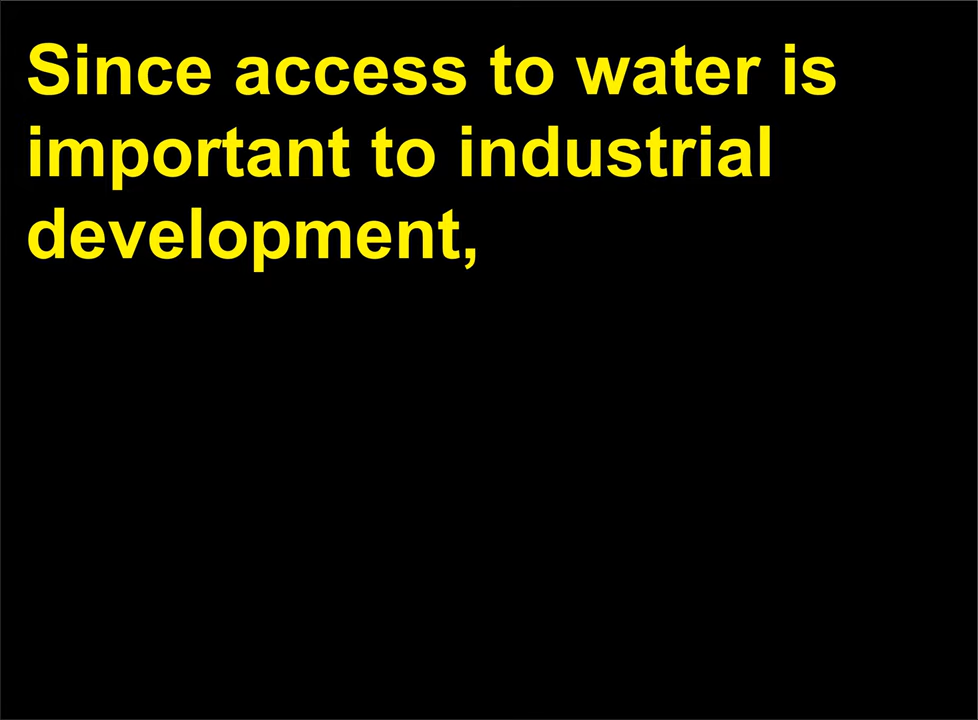 Since access to water is
important to industrial
development,